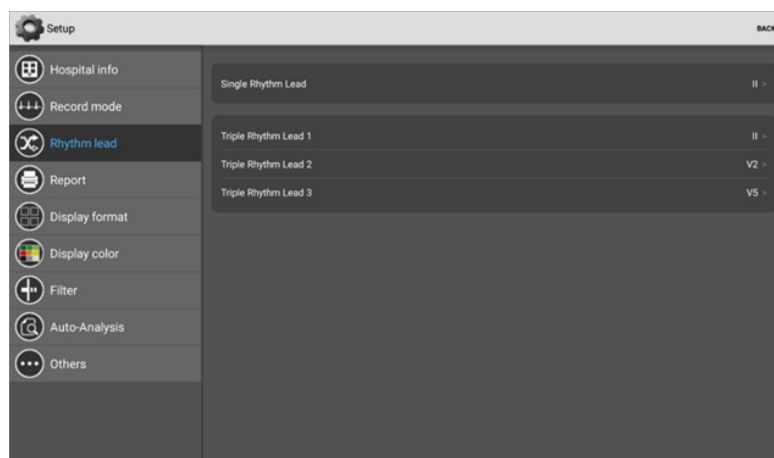 Setup
BACK
Hospital info
Record mode
Rhythm lead
Report
Display format
Display color
Filter
Auto-Analysis
Others
Single Rhythm Lead II >
Triple Rhythm Lead 1 II >
Triple Rhythm Lead 2 V2 >
Triple Rhythm Lead 3 V5 >